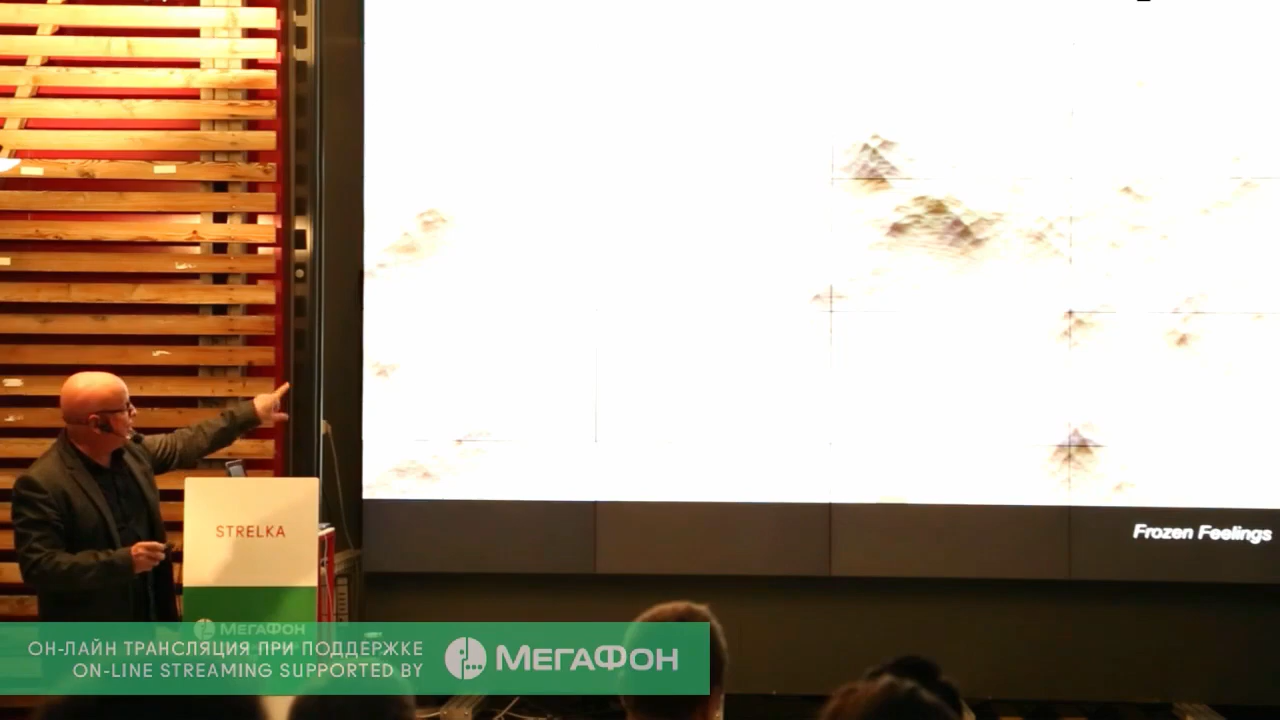 STRELKA
Frozen Feelings
МЕГАФОН
ОН-ЛАЙН ТРАНСЛЯЦИЯ ПРИ ПОДДЕРЖКЕ
ON-LINE STREAMING SUPPORTED BY
МЕГАФОН